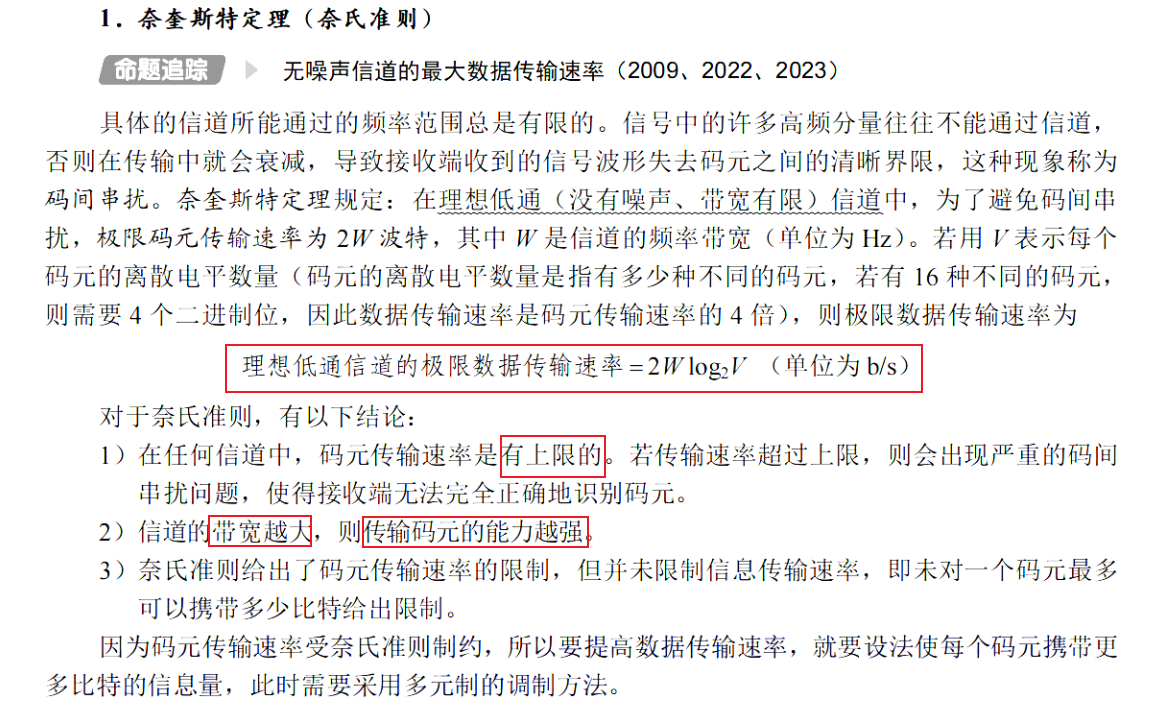 1．奈奎斯特定理（奈氏准则）
命题追踪 无噪声信道的最大数据传输速率（2009、2022、2023）
具体的信道所能通过的频率范围总是有限的。信号中的许多高频分量往往不能通过信道，
否则在传输中就会衰减，导致接收端收到的信号波形失去码元之间的清晰界限，这种现象称为
码间串扰。奈奎斯特定理规定：在理想低通（没有噪声、带宽有限）信道中，为了避免码间串
扰，极限码元传输速率为 2W 波特，其中 W 是信道的频率带宽（单位为 Hz）。若用 V 表示每个
码元的离散电平数量（码元的离散电平数量是指有多少种不同的码元，若有 16 种不同的码元，
则需要 4 个二进制位，因此数据传输速率是码元传输速率的 4 倍），则极限数据传输速率为
理想低通信道的极限数据传输速率 = 2W log₂V （单位为 b/s）
对于奈氏准则，有以下结论：
1）在任何信道中，码元传输速率是有上限的。若传输速率超过上限，则会出现严重的码间
串扰问题，使得接收端无法完全正确地识别码元。
2）信道的带宽越大，则传输码元的能力越强。
3）奈氏准则给出了码元传输速率的限制，但并未限制信息传输速率，即未对一个码元最多
可以携带多少比特给出限制。
因为码元传输速率受奈氏准则制约，所以要提高数据传输速率，就要设法使每个码元携带更
多比特的信息量，此时需要采用多元制的调制方法。